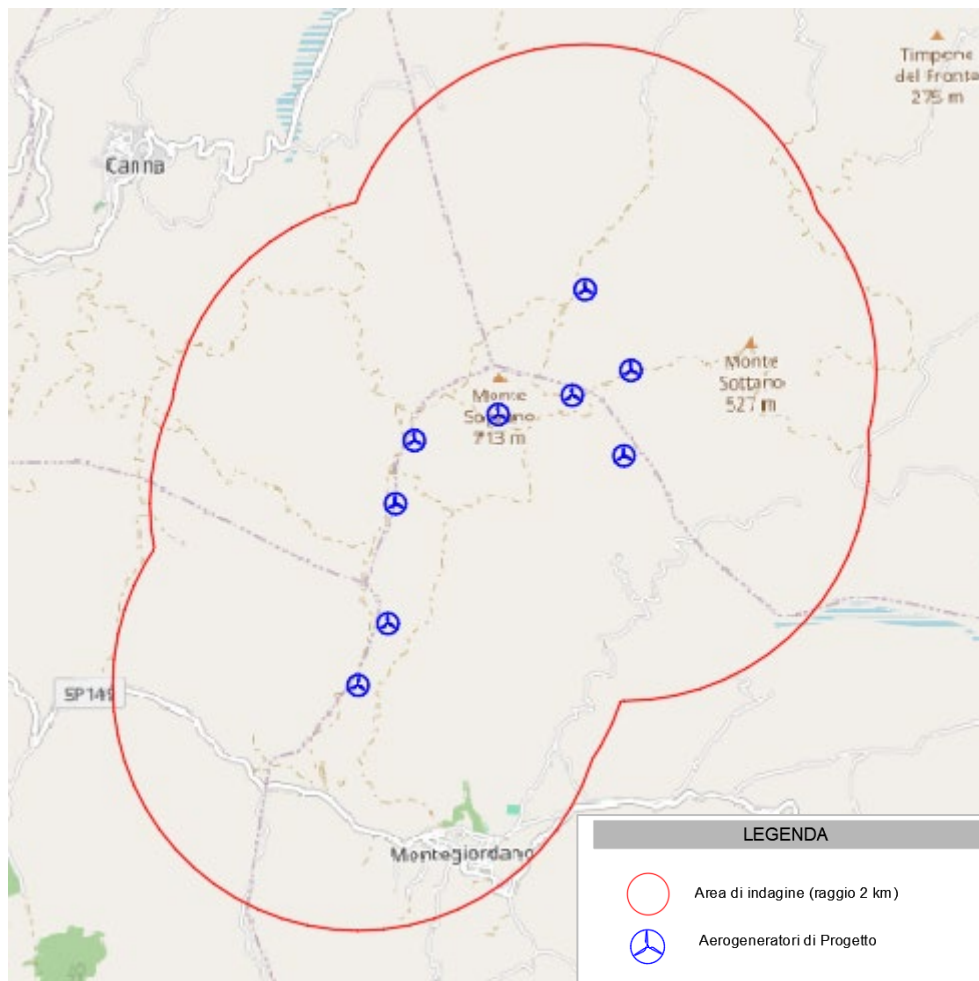 Timpone
del Fronte
275 m
Canna
Monte
Sottano
527 m
Monte
713 m
SP149
Montegiordano
LEGENDA
Area di indagine (raggio 2 km)
Aerogeneratori di Progetto